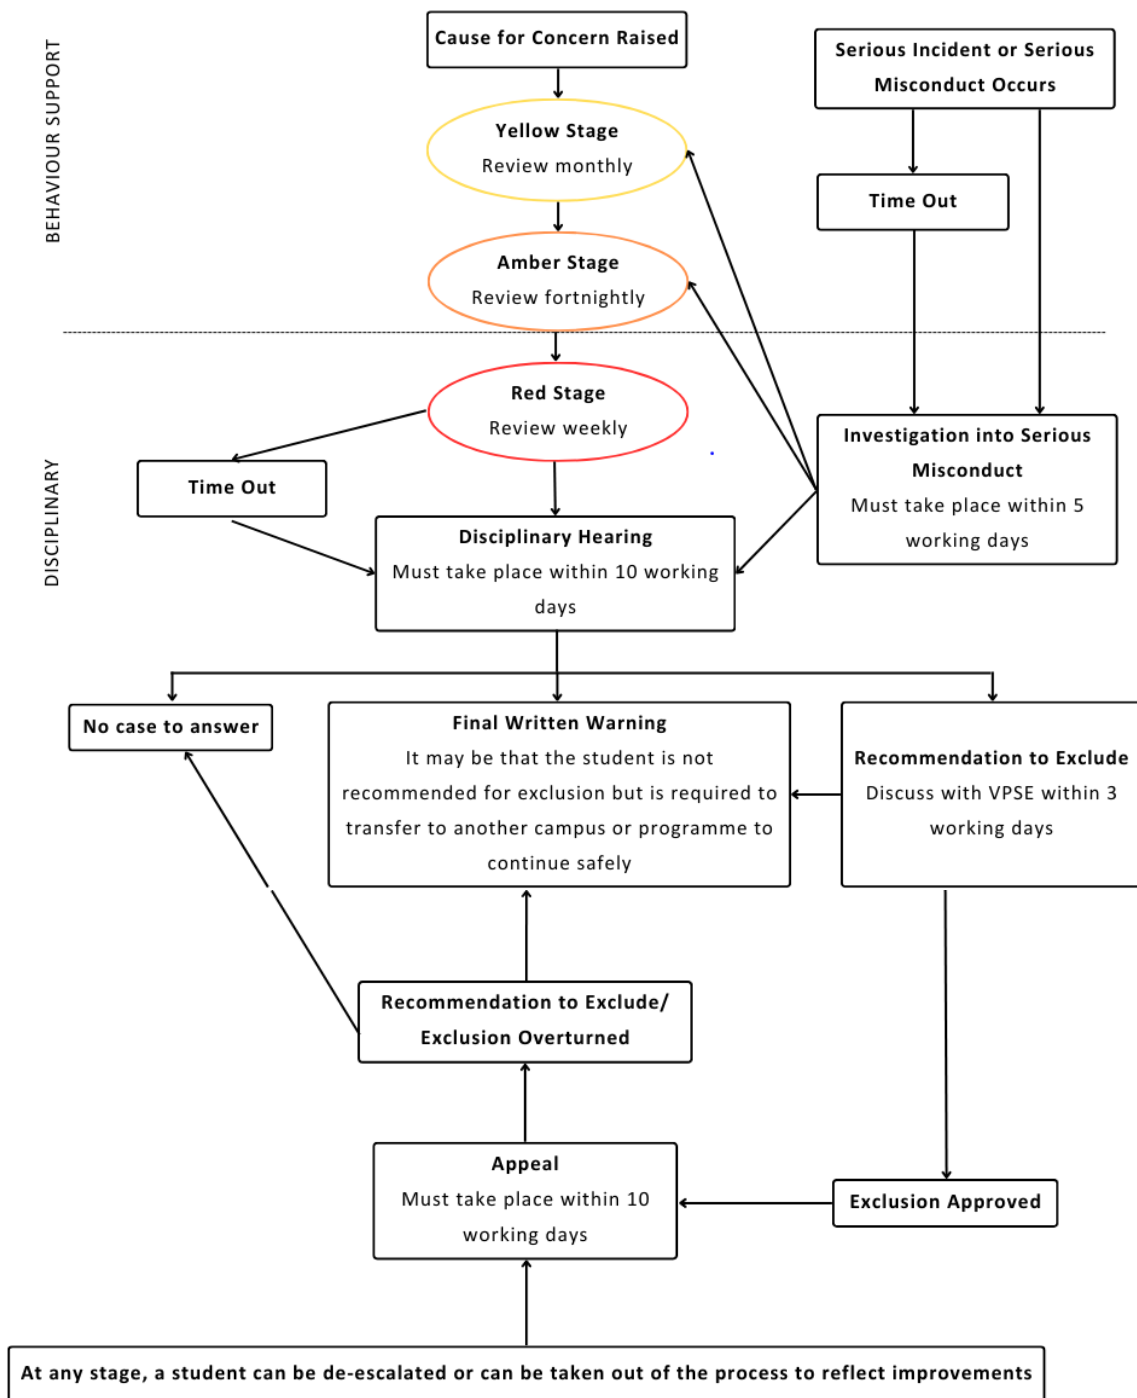 BEHAVIOUR SUPPORT
Cause for Concern Raised
Serious Incident or Serious
Misconduct Occurs
Yellow Stage
Review monthly
Time Out
Amber Stage
Review fortnightly
DISCIPLINARY
Red Stage
Review weekly
Investigation into Serious
Misconduct
Must take place within 5
working days
Time Out
Disciplinary Hearing
Must take place within 10 working
days
No case to answer
Final Written Warning
It may be that the student is not
recommended for exclusion but is required to
transfer to another campus or programme to
continue safely
Recommendation to Exclude
Discuss with VPSE within 3
working days
Recommendation to Exclude/
Exclusion Overturned
Appeal
Must take place within 10
working days
Exclusion Approved
At any stage, a student can be de-escalated or can be taken out of the process to reflect improvements